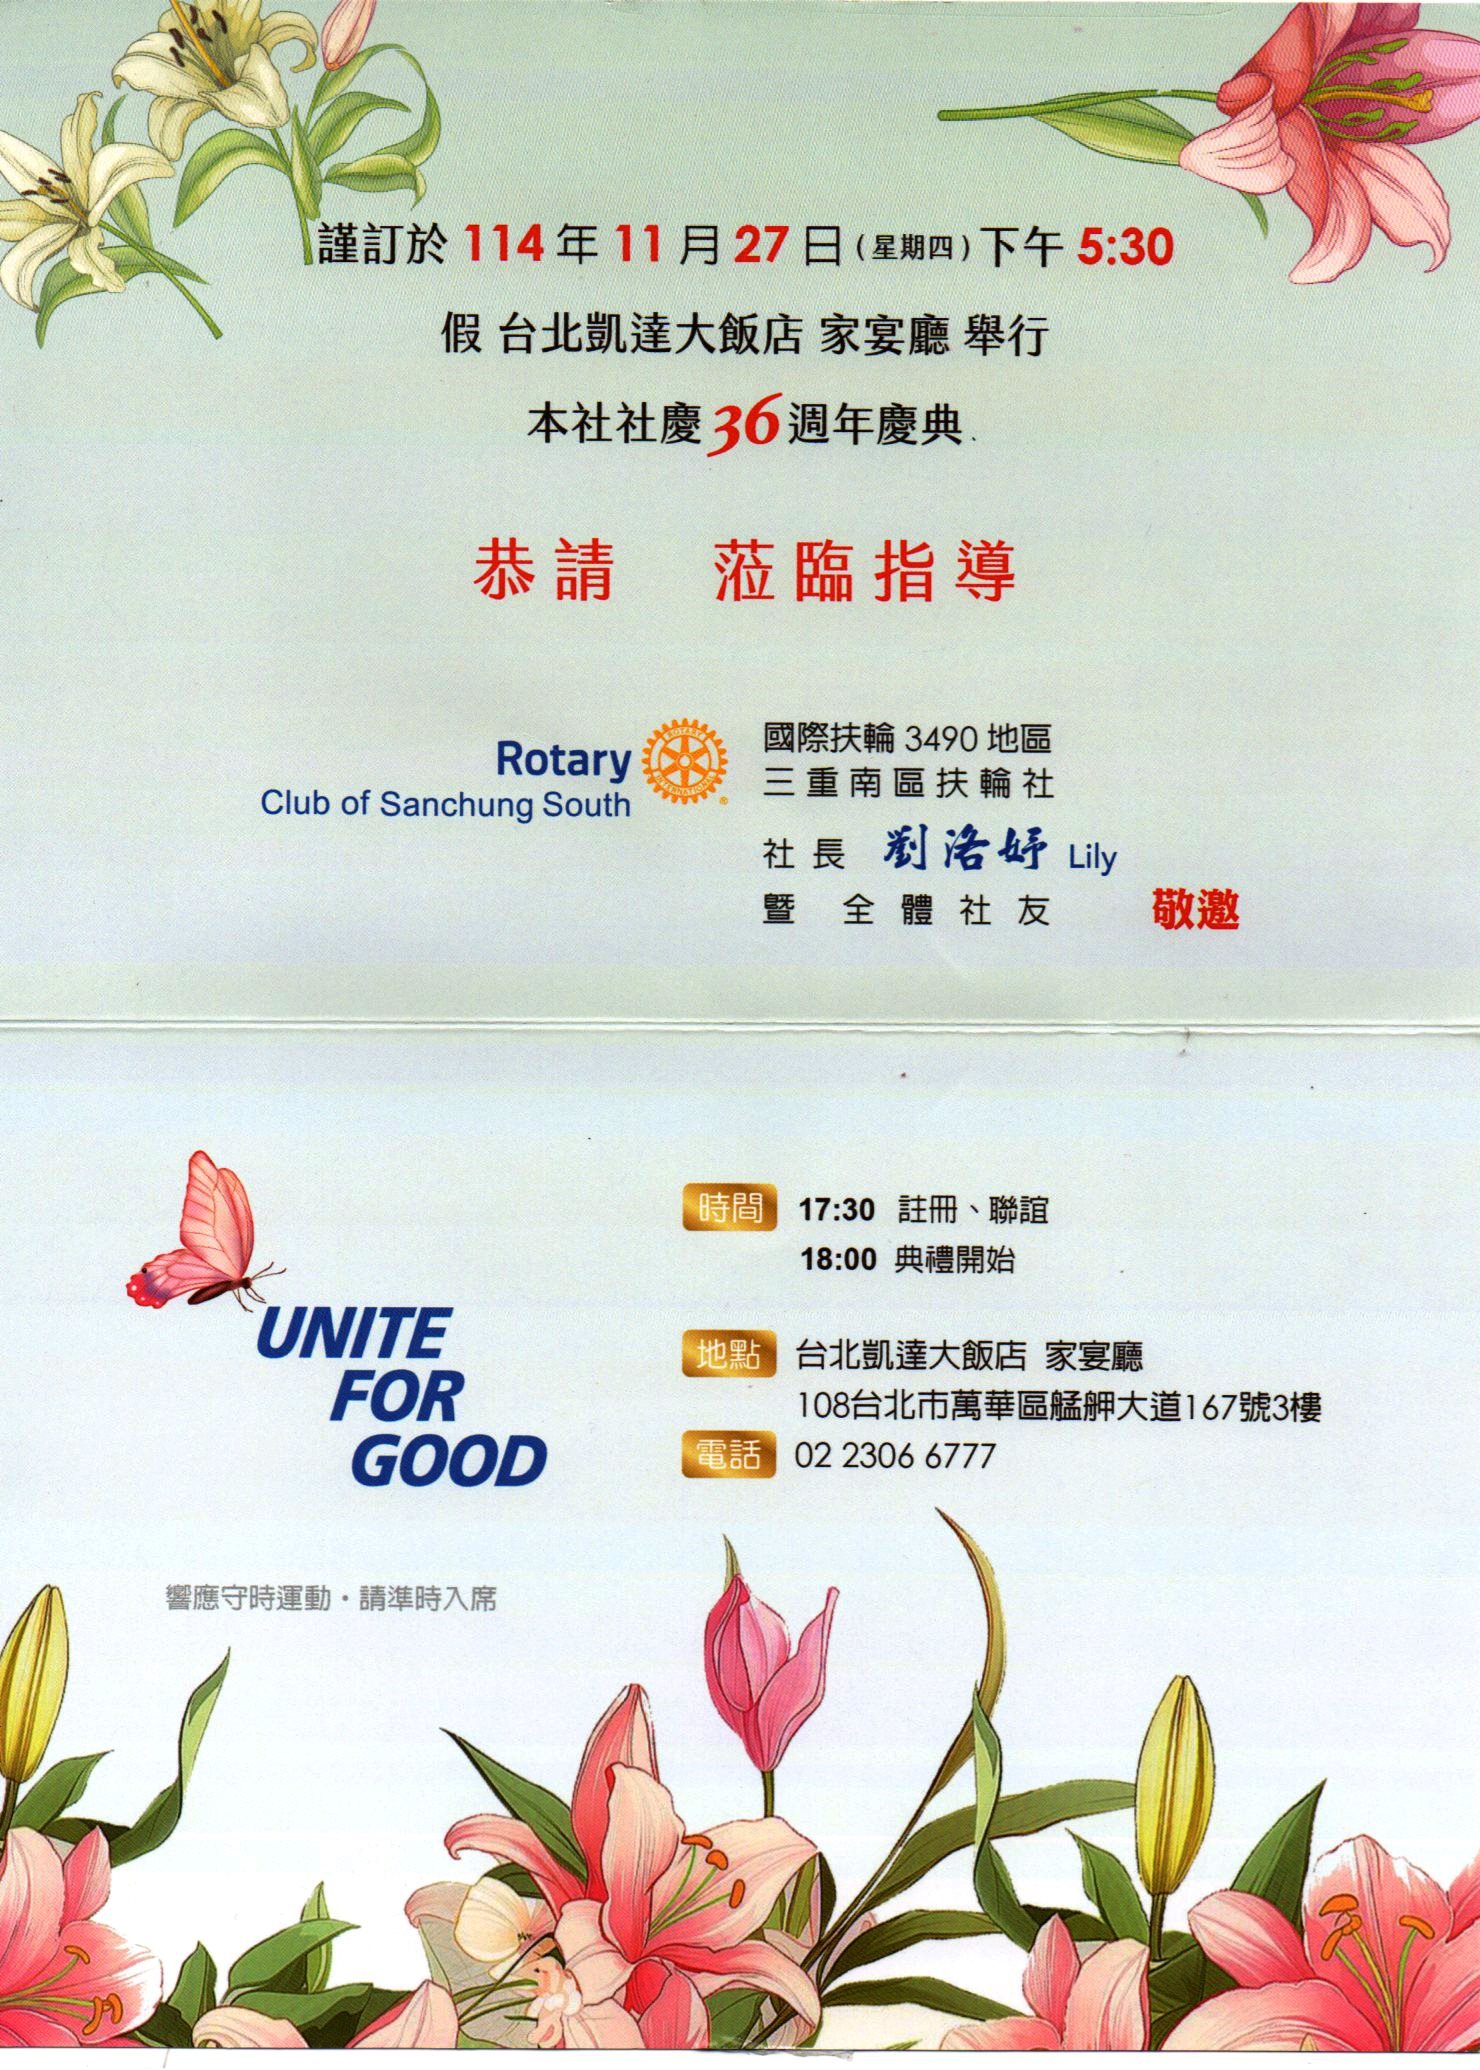 謹訂於 114 年 11 月 27 日 (星期四) 下午 5:30
假 台北凱達大飯店 家宴廳 舉行
本社社慶 36 週年慶典
恭請 蒞臨指導
Rotary
Club of Sanchung South
ROTARY INTERNATIONAL
國際扶輪 3490 地區
三重南區扶輪社
社長 劉洛妤 Lily
暨 全體社友 敬邀
時間 17:30 註冊、聯誼
18:00 典禮開始
UNITE
FOR
GOOD
地點 台北凱達大飯店 家宴廳
108台北市萬華區艋舺大道167號3樓
電話 02 2306 6777
響應守時運動・請準時入席